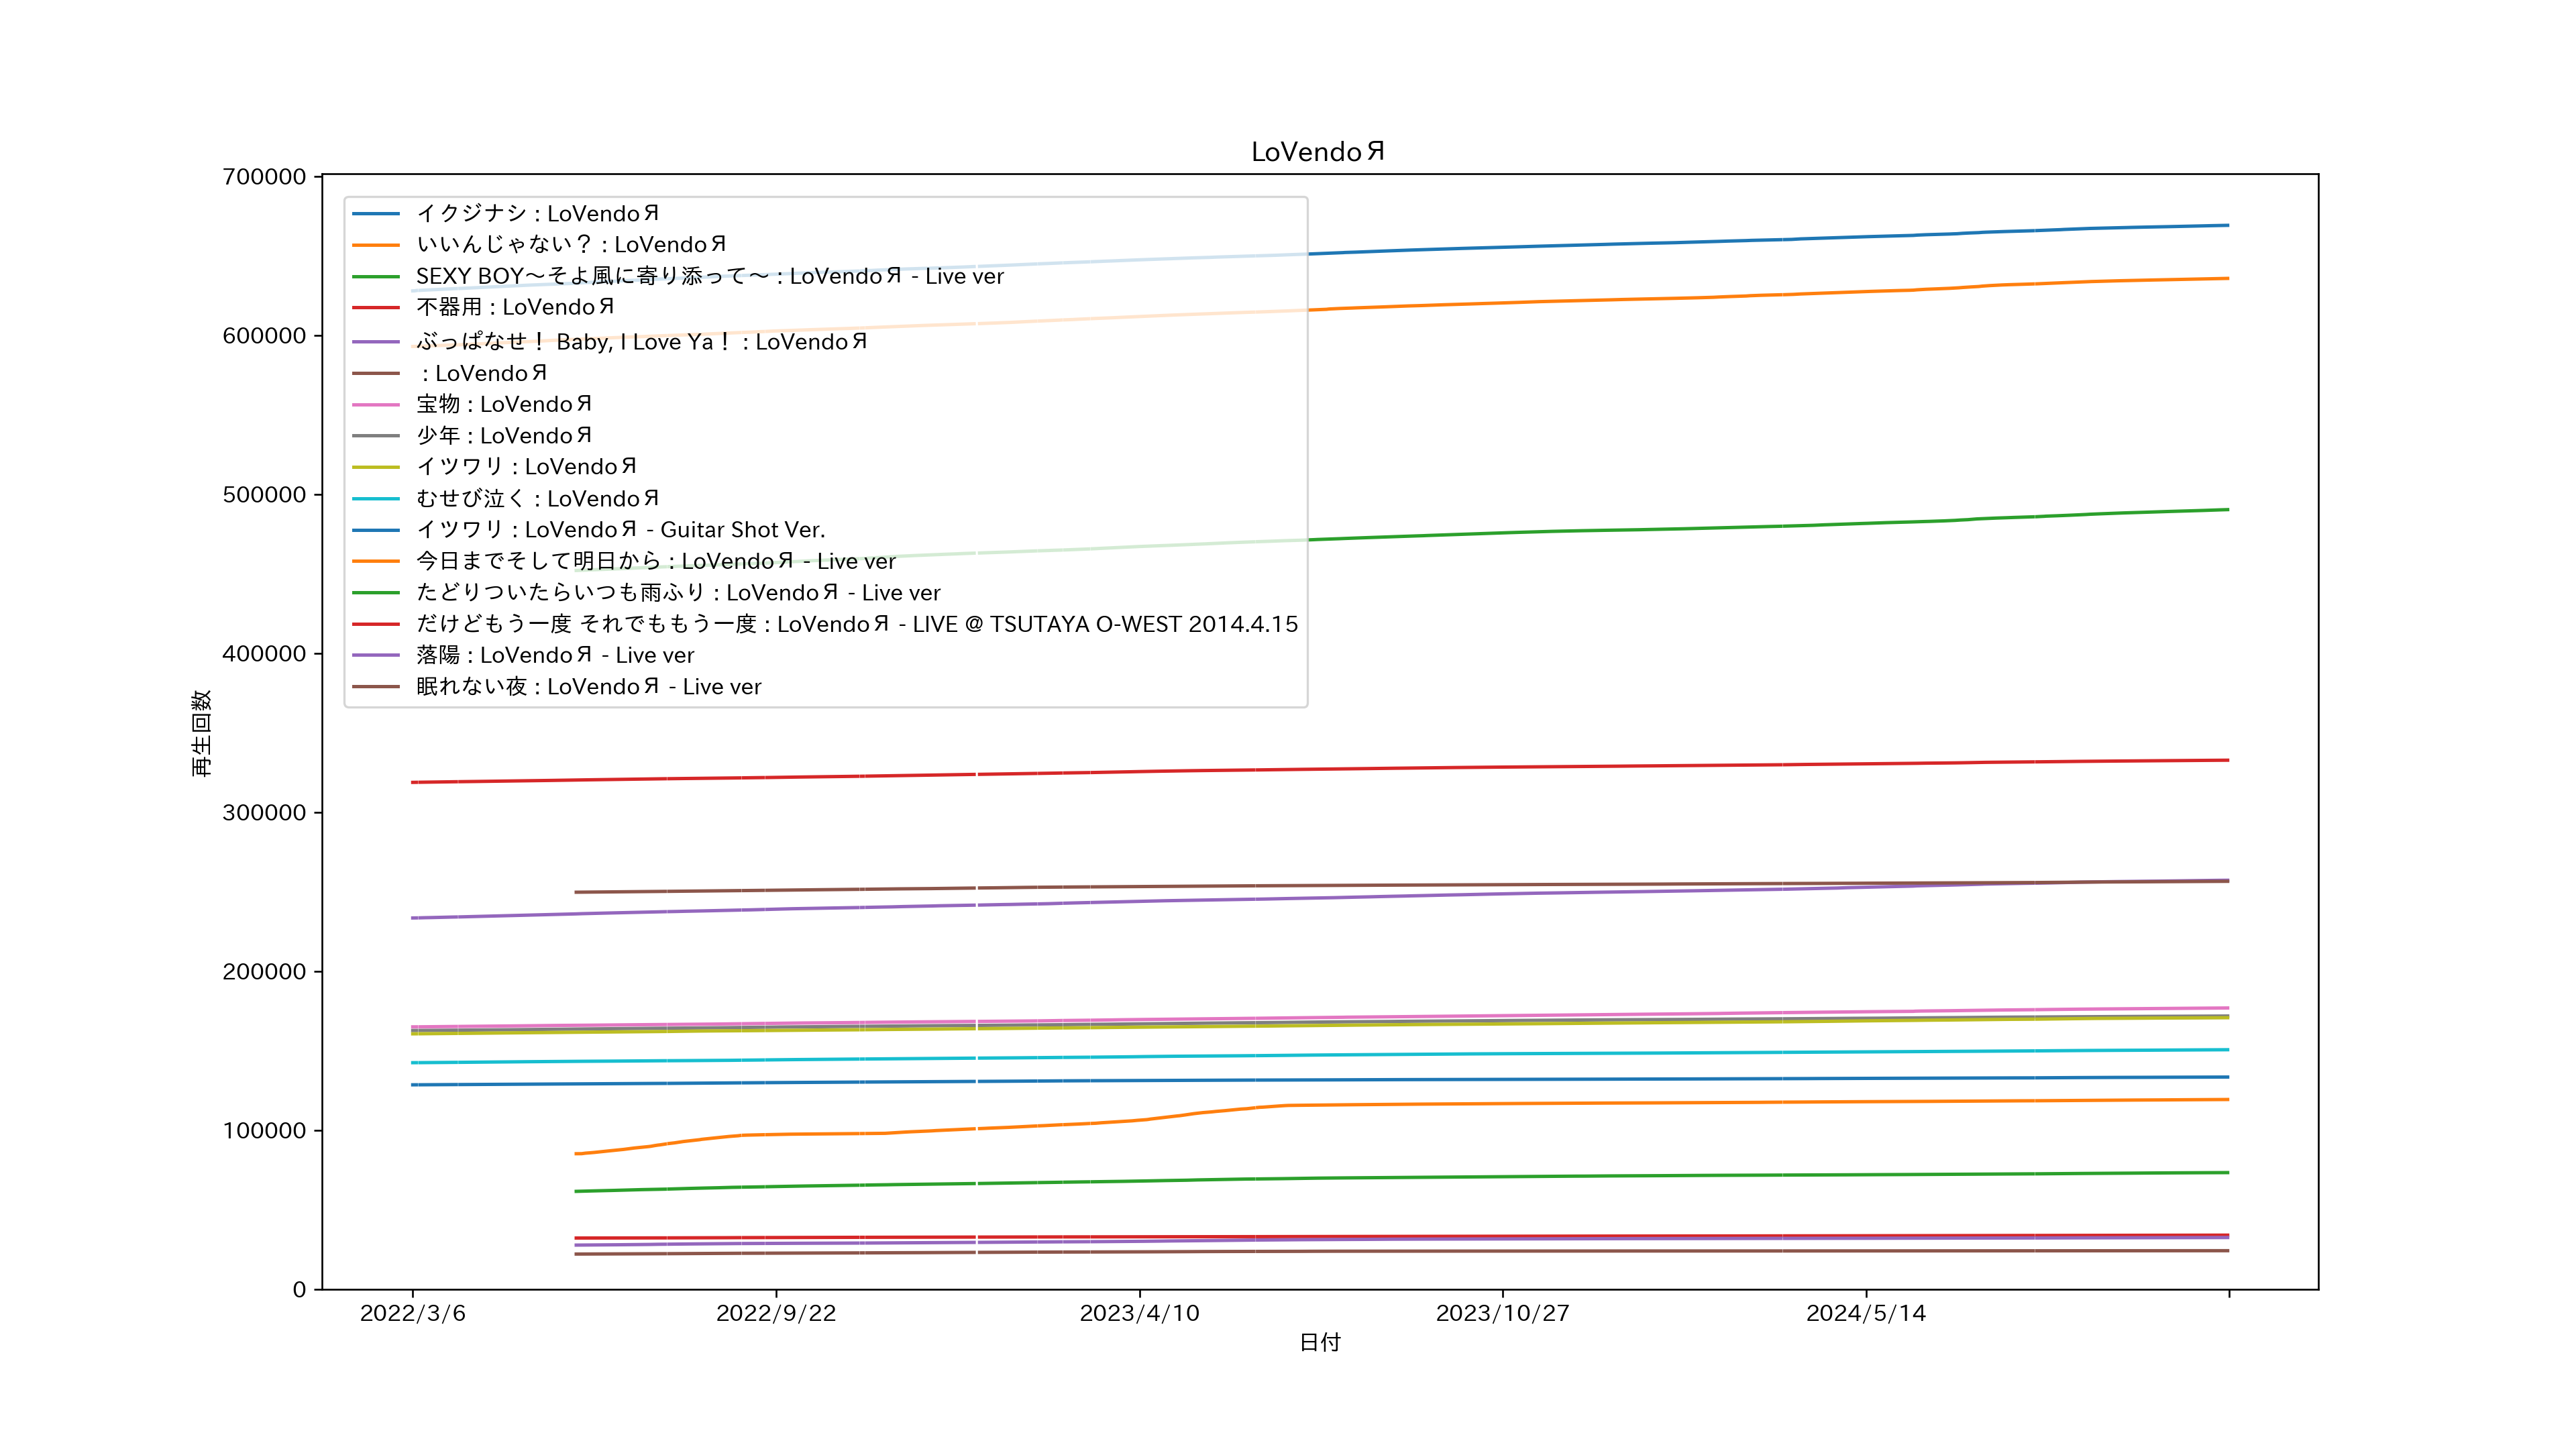 LoVendoЯ
700000
600000
500000
400000
300000
200000
100000
0
再生回数
イクジナシ : LoVendoЯ
いいんじゃない？ : LoVendoЯ
SEXY BOY～そよ風に寄り添って～ : LoVendoЯ - Live ver
不器用 : LoVendoЯ
ぶっぱなせ！ Baby, I Love Ya！ : LoVendoЯ
: LoVendoЯ
宝物 : LoVendoЯ
少年 : LoVendoЯ
イツワリ : LoVendoЯ
むせび泣く : LoVendoЯ
イツワリ : LoVendoЯ - Guitar Shot Ver.
今日までそして明日から : LoVendoЯ - Live ver
たどりついたらいつも雨ふり : LoVendoЯ - Live ver
だけどもう一度 それでももう一度 : LoVendoЯ - LIVE @ TSUTAYA O-WEST 2014.4.15
落陽 : LoVendoЯ - Live ver
眠れない夜 : LoVendoЯ - Live ver
2022/3/6
2022/9/22
2023/4/10
2023/10/27
2024/5/14
日付